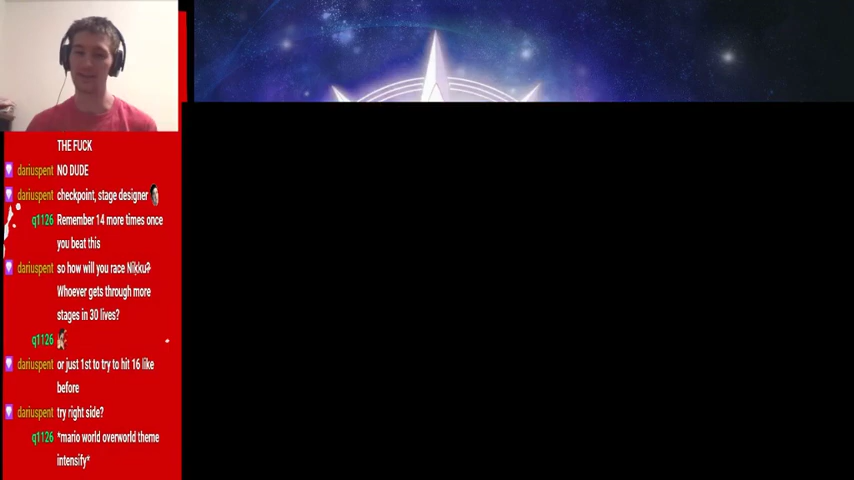 THE FUCK
dariuspent NO DUDE
dariuspent checkpoint, stage designer
q1126 Remember 14 more times once
you beat this
dariuspent so how will you race Nikku?
Whoever gets through more
stages in 30 lives?
q1126
dariuspent or just 1st to try to hit 16 like
before
dariuspent try right side?
q1126 *mario world overworld theme
intensify*